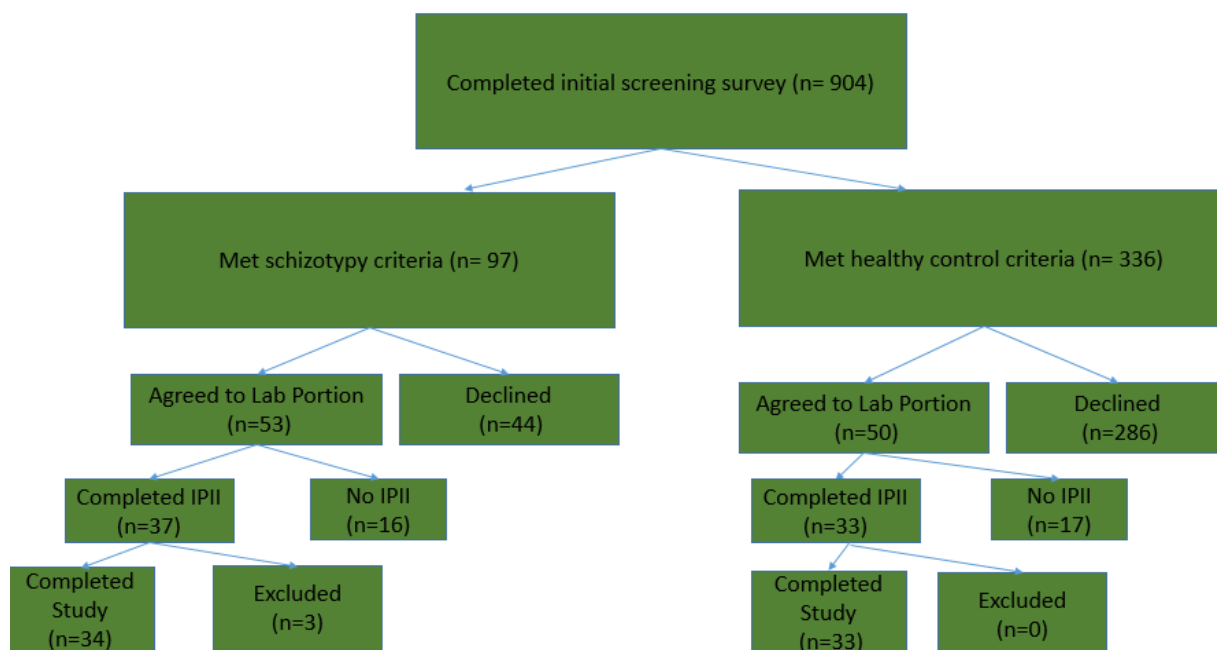 Completed initial screening survey (n= 904)
Met schizotypy criteria (n= 97)
Met healthy control criteria (n= 336)
Agreed to Lab Portion
(n=53)
Declined
(n=44)
Agreed to Lab Portion
(n=50)
Declined
(n=286)
Completed IPII
(n=37)
No IPII
(n=16)
Completed IPII
(n=33)
No IPII
(n=17)
Completed
Study
(n=34)
Excluded
(n=3)
Completed
Study
(n=33)
Excluded
(n=0)